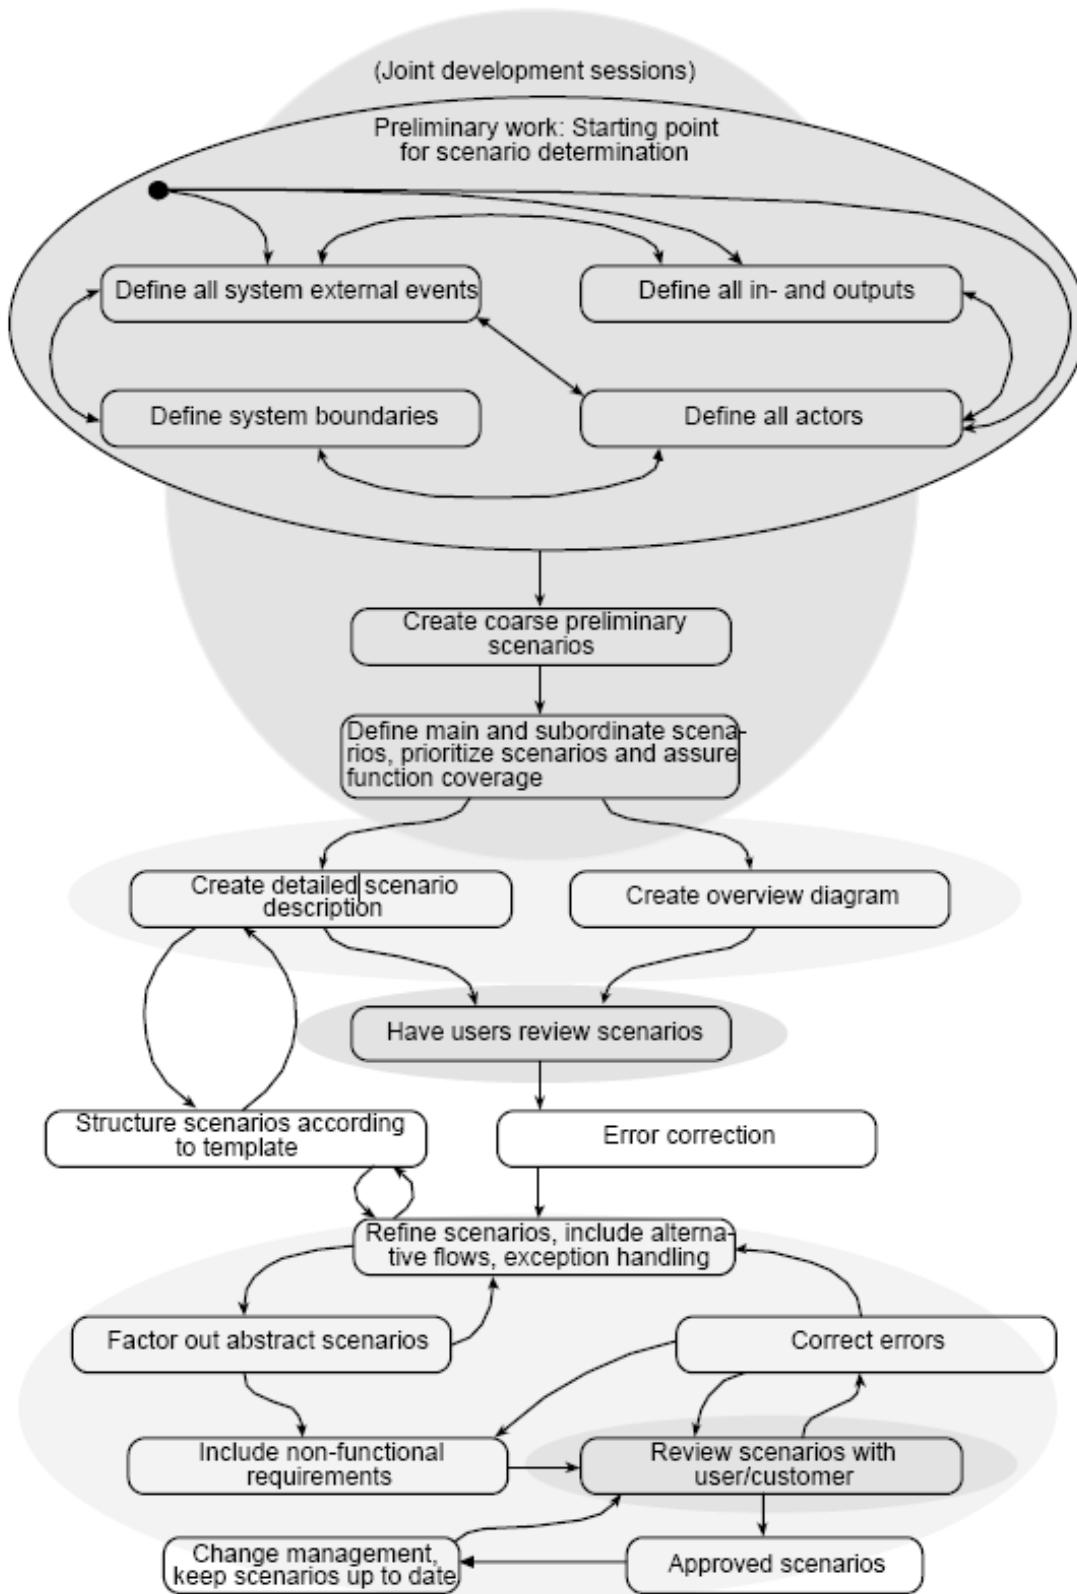 (Joint development sessions)
Preliminary work: Starting point
for scenario determination
Define all system external events
Define all in- and outputs
Define system boundaries
Define all actors
Create coarse preliminary
scenarios
Define main and subordinate scena-
rios, prioritize scenarios and assure
function coverage
Create detailed scenario
description
Create overview diagram
Have users review scenarios
Structure scenarios according
to template
Error correction
Refine scenarios, include alterna-
tive flows, exception handling
Factor out abstract scenarios
Correct errors
Include non-functional
requirements
Review scenarios with
user/customer
Change management,
keep scenarios up to date
Approved scenarios